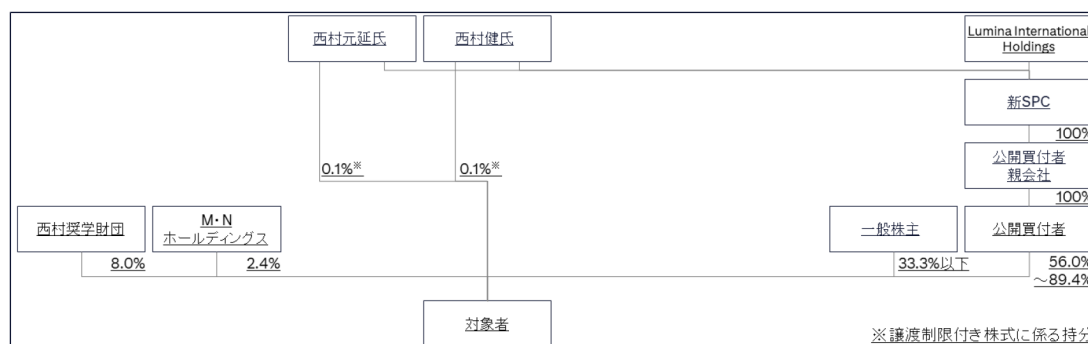 西村元延氏
西村健氏
Lumina International
Holdings
新SPC
100%
公開買付者
親会社
0.1%※
0.1%※
100%
西村奨学財団
M・N
ホールディングス
一般株主
公開買付者
8.0%
2.4%
33.3%以下
56.0%
~89.4%
対象者
※譲渡制限付き株式に係る持分